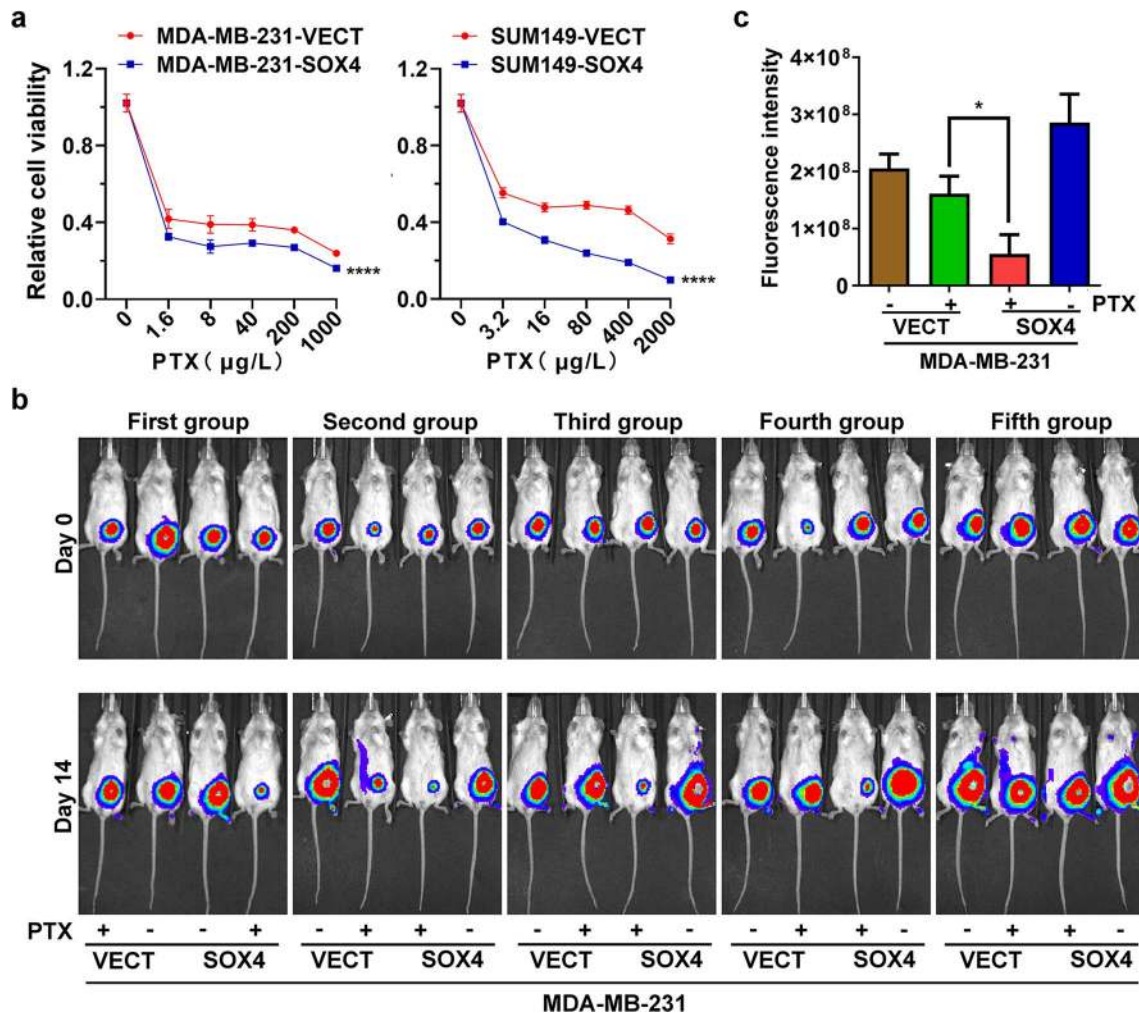 a
MDA-MB-231-VECT
MDA-MB-231-SOX4
Relative cell viability
1.2
0.8
0.4
0.0
0 1.6 8 40 200 1000
PTX( μg/L)
****
SUM149-VECT
SUM149-SOX4
1.2
0.8
0.4
0.0
0 3.2 16 80 400 2000
PTX( μg/L)
****
c
Fluorescence intensity
4×10⁸
3×10⁸
2×10⁸
1×10⁸
0
*
- + + - PTX
VECT SOX4
MDA-MB-231
b
First group Second group Third group Fourth group Fifth group
Day 0
Day 14
PTX + - - + - + + - - + + - - + + - - + + -
VECT SOX4 VECT SOX4 VECT SOX4 VECT SOX4 VECT SOX4
MDA-MB-231